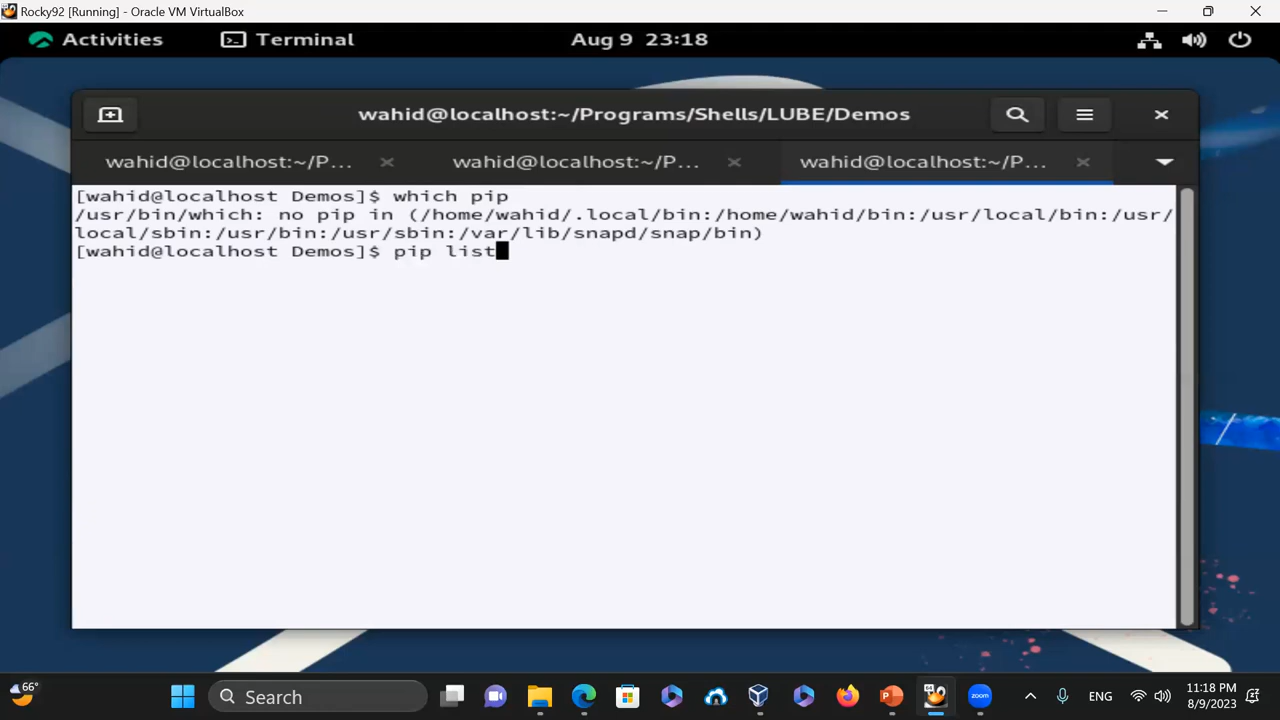 Rocky92 [Running] - Oracle VM VirtualBox
Activities
Terminal
Aug 9 23:18
wahid@localhost:~/Programs/Shells/LUBE/Demos
wahid@localhost:~/P...
wahid@localhost:~/P...
wahid@localhost:~/P...
[wahid@localhost Demos]$ which pip
/usr/bin/which: no pip in (/home/wahid/.local/bin:/home/wahid/bin:/usr/local/bin:/usr/
local/sbin:/usr/bin:/usr/sbin:/var/lib/snapd/snap/bin)
[wahid@localhost Demos]$ pip list
66°
Search
zoom
ENG
11:18 PM
8/9/2023